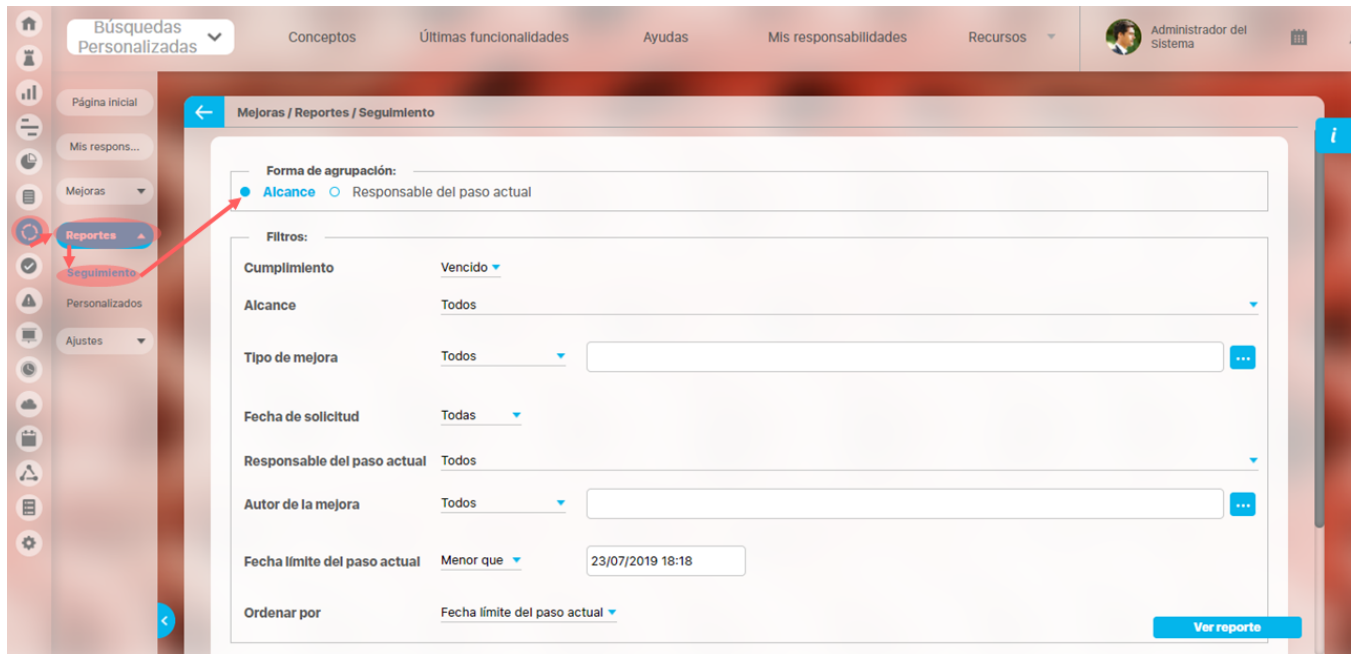 Búsquedas
Personalizadas
Conceptos
Últimas funcionalidades
Ayudas
Mis responsabilidades
Recursos
Administrador del
Sistema
Página inicial
Mis respons...
Mejoras
Reportes
Seguimiento
Personalizados
Ajustes
Mejoras / Reportes / Seguimiento
i
Forma de agrupación:
Alcance
Responsable del paso actual
Filtros:
Cumplimiento Vencido
Alcance Todos
Tipo de mejora Todos ...
Fecha de solicitud Todas
Responsable del paso actual Todos
Autor de la mejora Todos ...
Fecha límite del paso actual Menor que 23/07/2019 18:18
Ordenar por Fecha límite del paso actual
Ver reporte